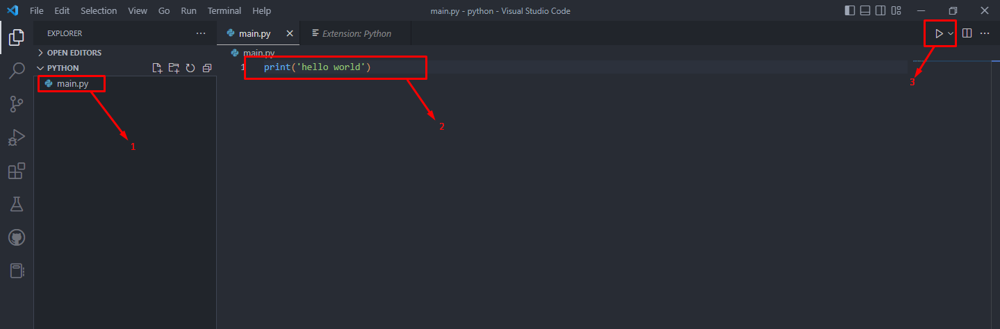 File Edit Selection View Go Run Terminal Help main.py - python - Visual Studio Code
EXPLORER
main.py Extension: Python
OPEN EDITORS
main.py
PYTHON
1 print('hello world')
main.py
3
2
1